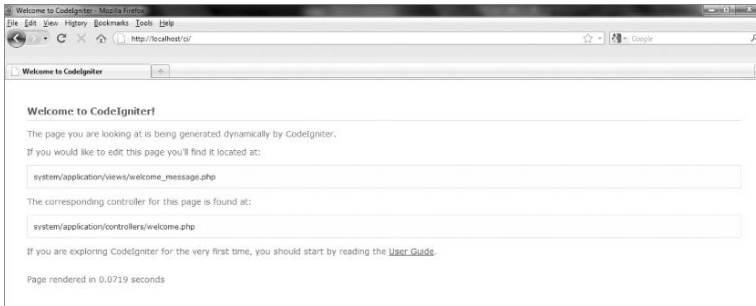 Welcome to CodeIgniter - Mozilla Firefox
File Edit View History Bookmarks Tools Help
http://localhost/ci/
Google
Welcome to CodeIgniter
Welcome to CodeIgniter!
The page you are looking at is being generated dynamically by CodeIgniter.
If you would like to edit this page you'll find it located at:
system/application/views/welcome_message.php
The corresponding controller for this page is found at:
system/application/controllers/welcome.php
If you are exploring CodeIgniter for the very first time, you should start by reading the User Guide.
Page rendered in 0.0719 seconds